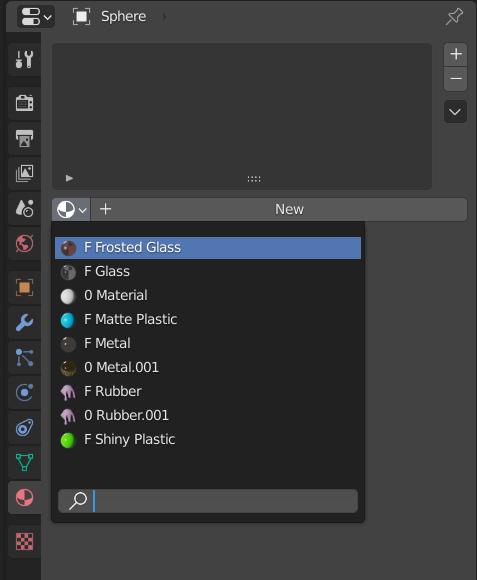 Sphere
New
F Frosted Glass
F Glass
0 Material
F Matte Plastic
F Metal
0 Metal.001
F Rubber
0 Rubber.001
F Shiny Plastic